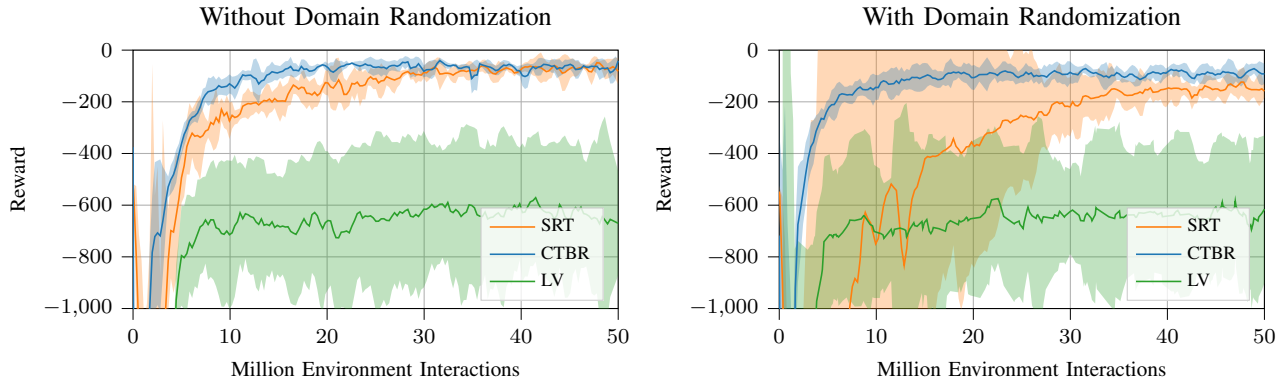 Without Domain Randomization
0
−200
−400
−600
−800
−1,000
Reward
0
10
20
30
40
50
Million Environment Interactions
SRT
CTBR
LV
With Domain Randomization
0
−200
−400
−600
−800
−1,000
Reward
0
10
20
30
40
50
Million Environment Interactions
SRT
CTBR
LV